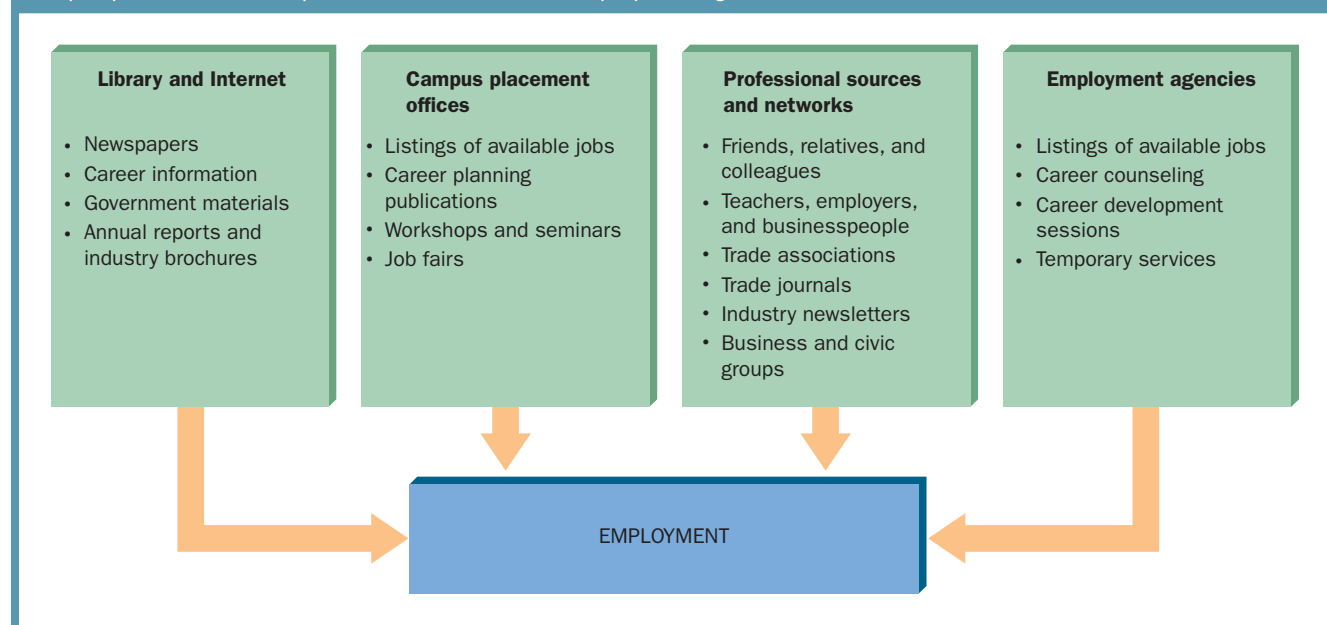 Library and Internet
• Newspapers
• Career information
• Government materials
• Annual reports and
industry brochures
Campus placement
offices
• Listings of available jobs
• Career planning
publications
• Workshops and seminars
• Job fairs
Professional sources
and networks
• Friends, relatives, and
colleagues
• Teachers, employers,
and businesspeople
• Trade associations
• Trade journals
• Industry newsletters
• Business and civic
groups
Employment agencies
• Listings of available jobs
• Career counseling
• Career development
sessions
• Temporary services
EMPLOYMENT